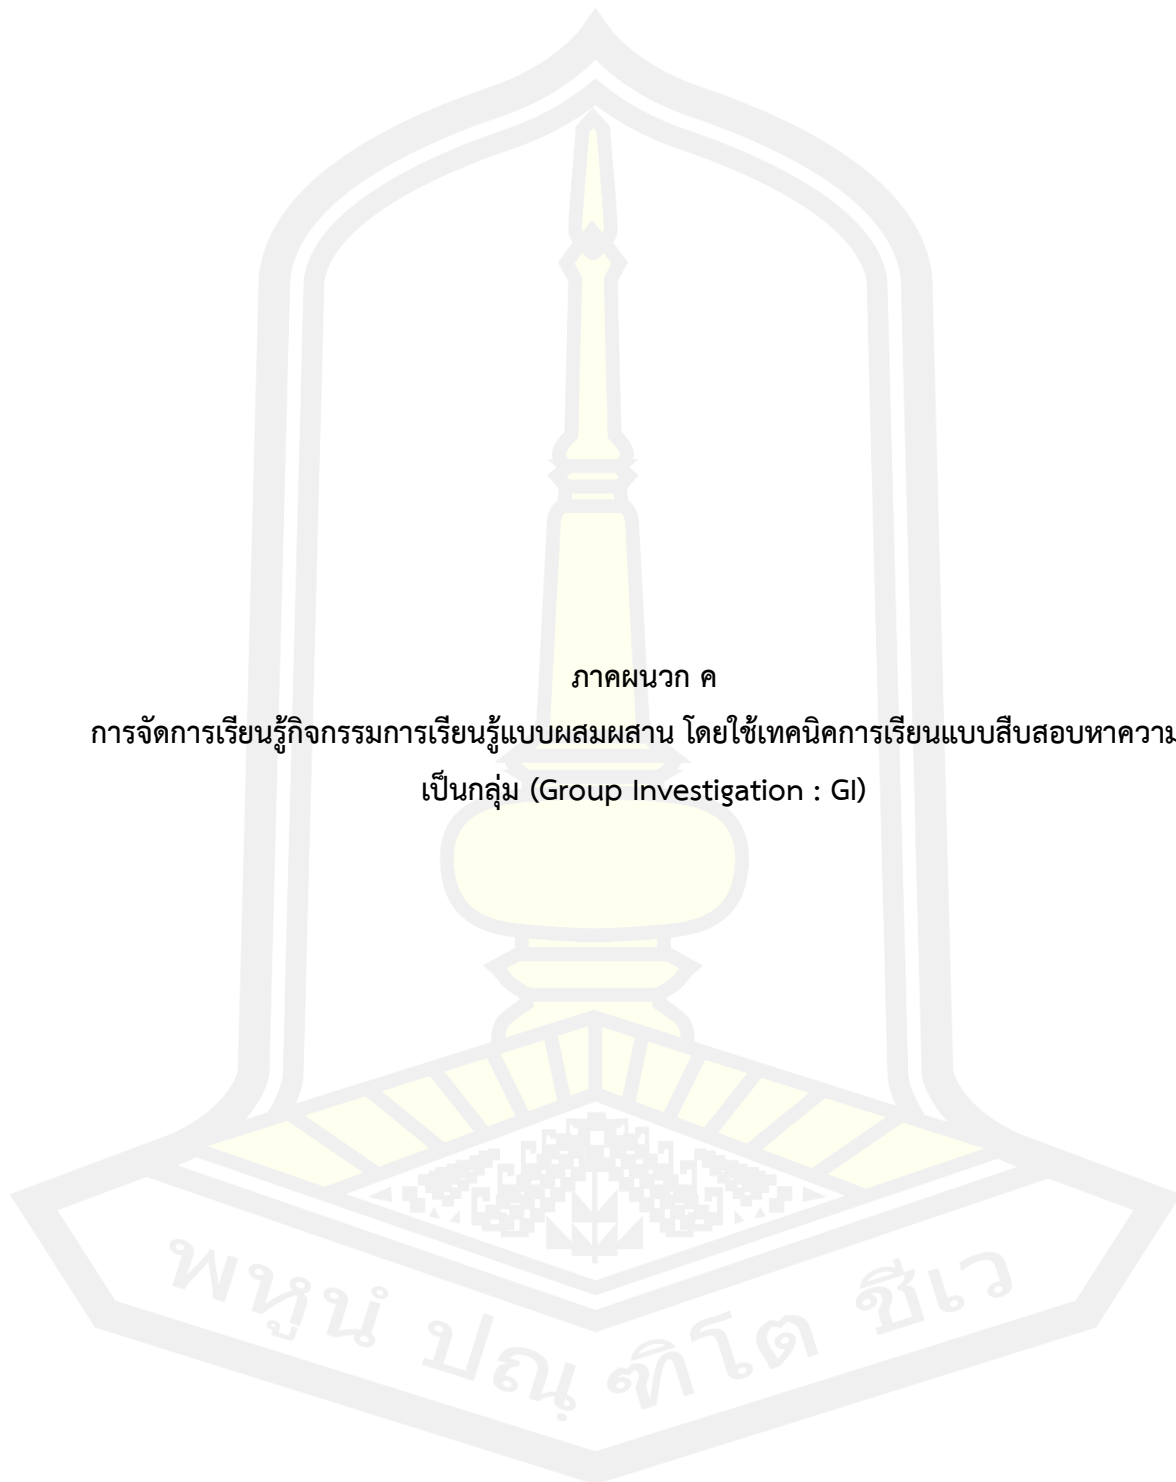 ภาคผนวก ค
การจัดการเรียนรู้กิจกรรมการเรียนรู้แบบผสมผสาน โดยใช้เทคนิคการเรียนแบบสืบสอบหาความ
เป็นกลุ่ม (Group Investigation : GI)
พหูนํ ปณฺฑิโต ชีเว